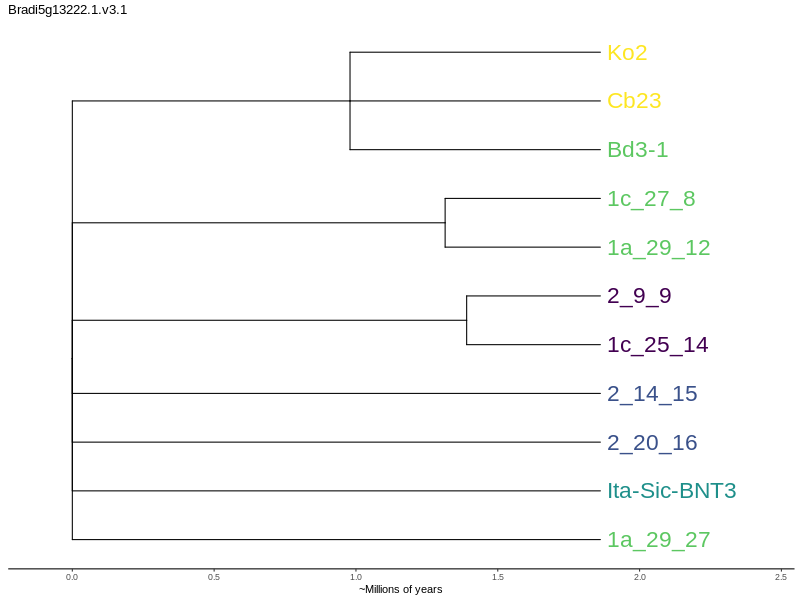 Bradi5g13222.1.v3.1
Ko2
Cb23
Bd3-1
1c_27_8
1a_29_12
2_9_9
1c_25_14
2_14_15
2_20_16
Ita-Sic-BNT3
1a_29_27
0.0 0.5 1.0 1.5 2.0 2.5
~Millions of years